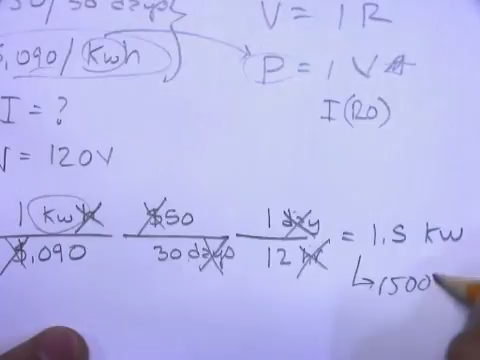 50/30 days
V = I R
$.090/kwh
P = I V
I = ?
I(R0)
V = 120V
1 kwh $50 1 day
$.090 30 days 12 hr = 1.5 kw
↳1500